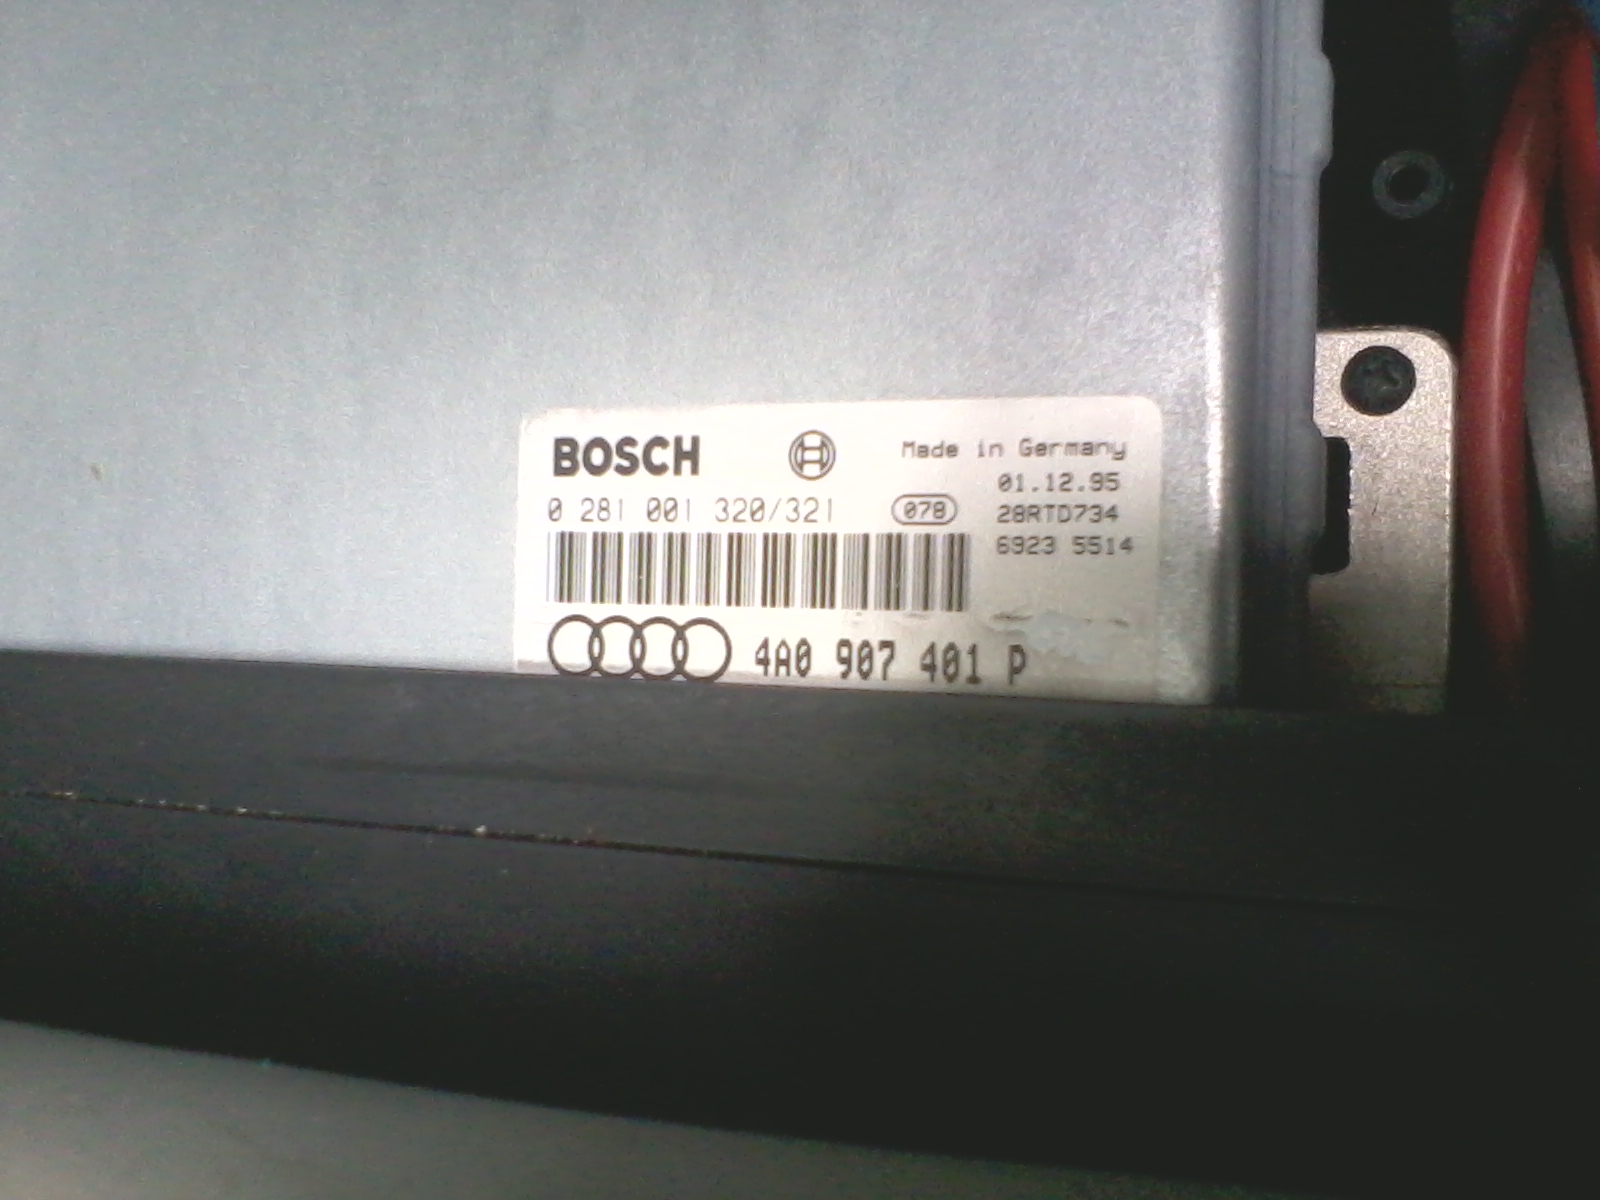 BOSCH
Made in Germany
01.12.95
0 281 001 320/321
078
28RTD734
6923 5514
4A0 907 401 P